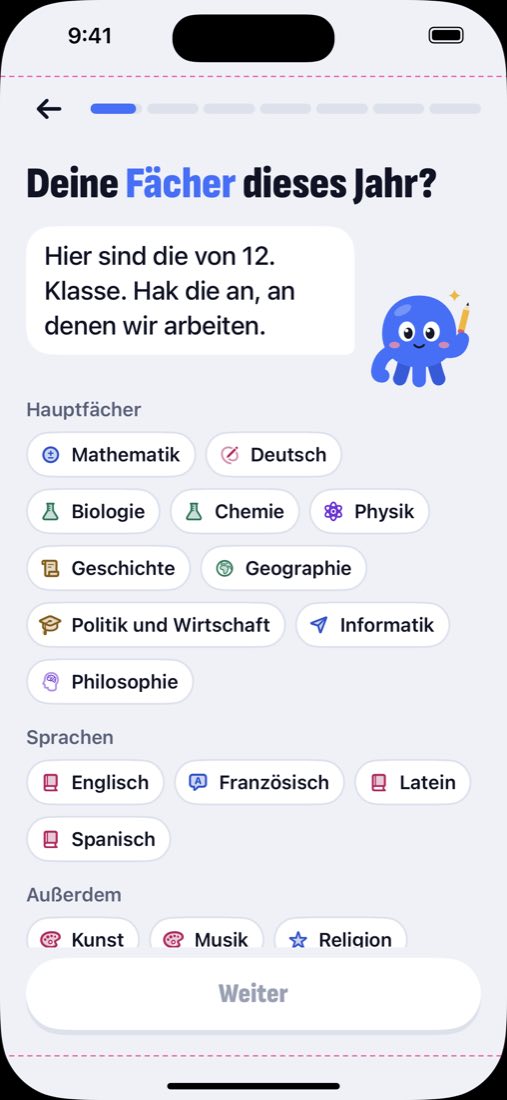 9:41
Deine Fächer dieses Jahr?
Hier sind die von 12.
Klasse. Hak die an, an
denen wir arbeiten.
Hauptfächer
Mathematik Deutsch
Biologie Chemie Physik
Geschichte Geographie
Politik und Wirtschaft Informatik
Philosophie
Sprachen
Englisch Französisch Latein
Spanisch
Außerdem
Kunst Musik Religion
Weiter